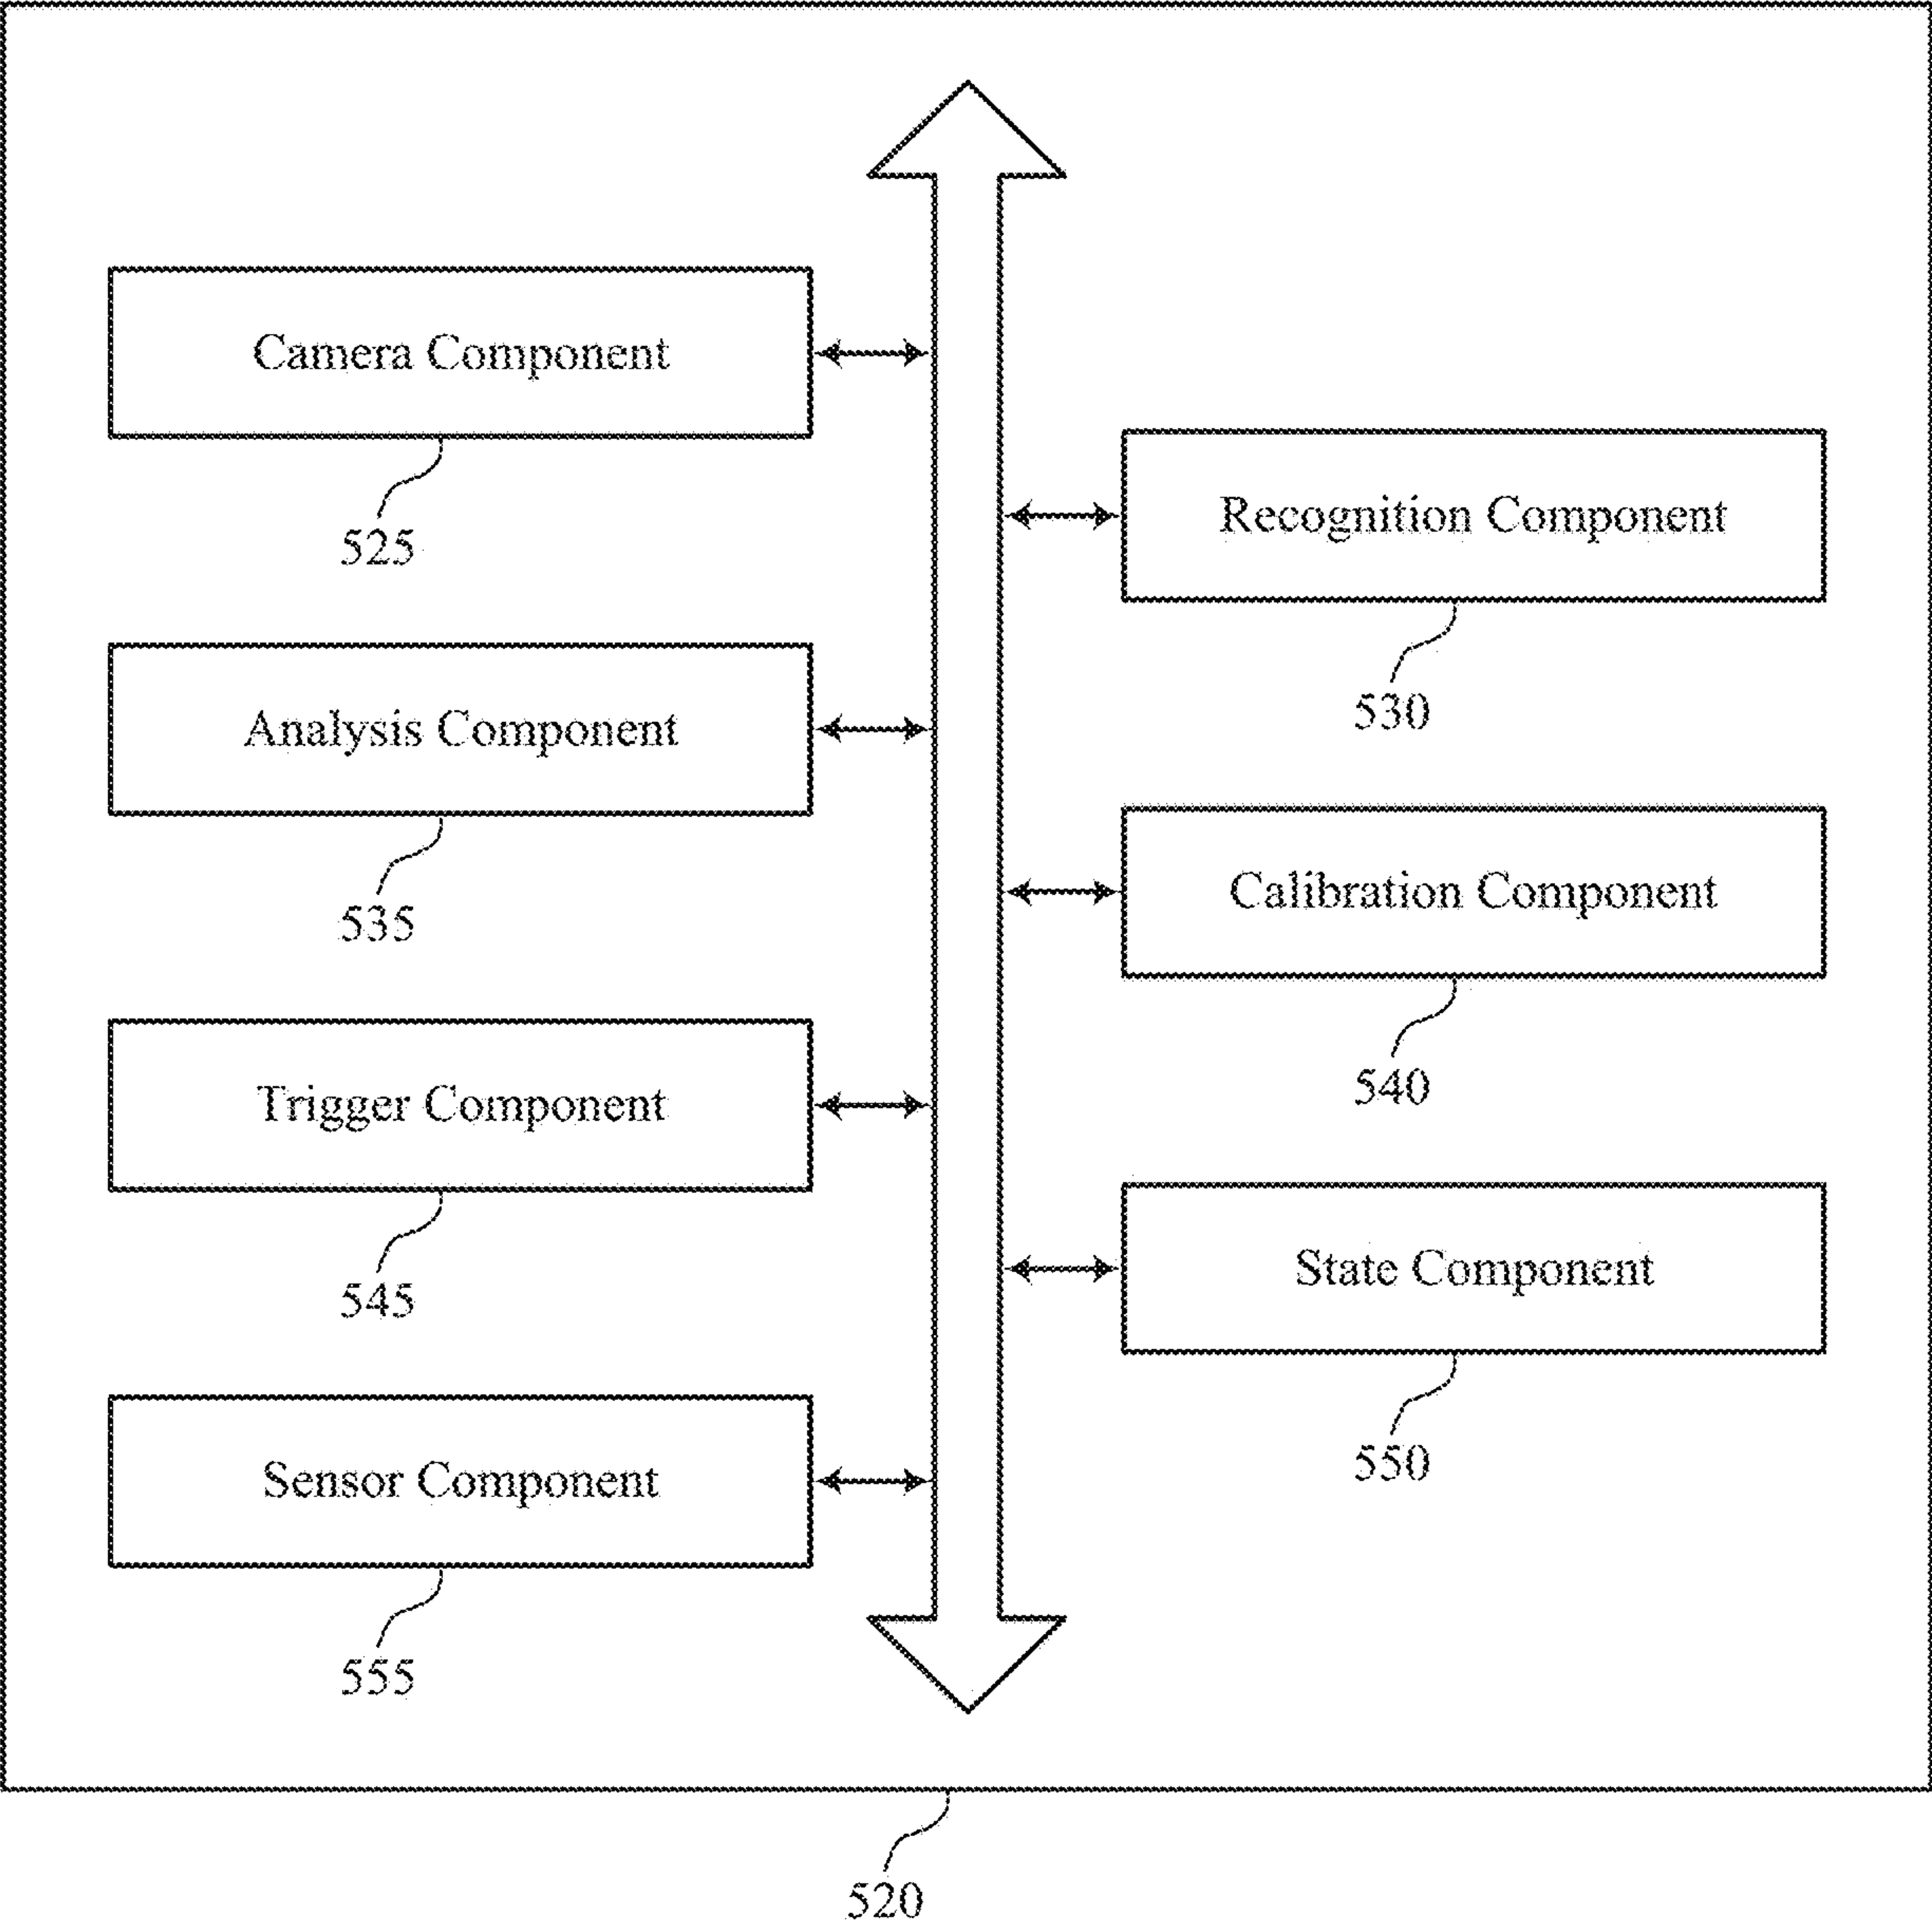 Camera Component
525
Recognition Component
530
Analysis Component
535
Calibration Component
540
Trigger Component
545
State Component
550
Sensor Component
555
520